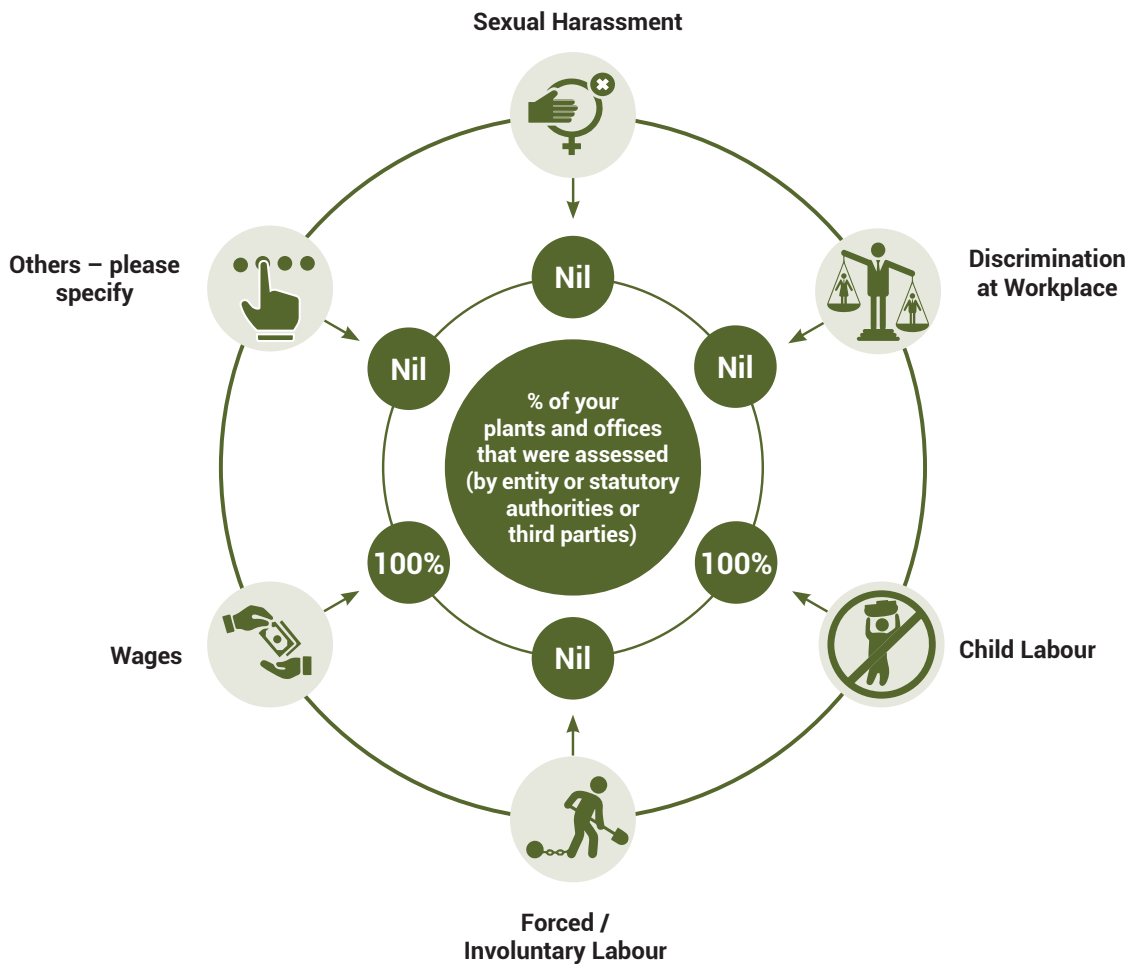 Sexual Harassment
Nil
Discrimination
at Workplace
Nil
Child Labour
100%
Forced /
Involuntary Labour
Nil
Wages
100%
Others – please
specify
Nil
% of your
plants and offices
that were assessed
(by entity or statutory
authorities or
third parties)